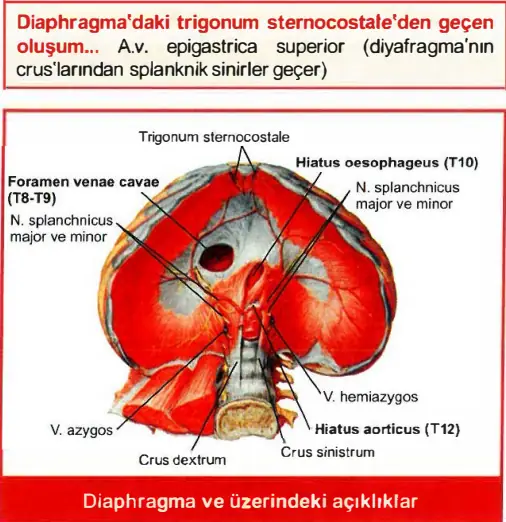 Diaphragma'daki trigonum sternocostale'den geçen
oluşum... A.v. epigastrica superior (diyafragma'nın
crus'larından splanknik sinirler geçer)
Trigonum sternocostale
Hiatus oesophageus (T10)
Foramen venae cavae
(T8-T9)
N. splanchnicus
major ve minor
N. splanchnicus
major ve minor
V. hemiazygos
V. azygos
Hiatus aorticus (T12)
Crus dextrum
Crus sinistrum
Diaphragma ve üzerindeki açıklıklar